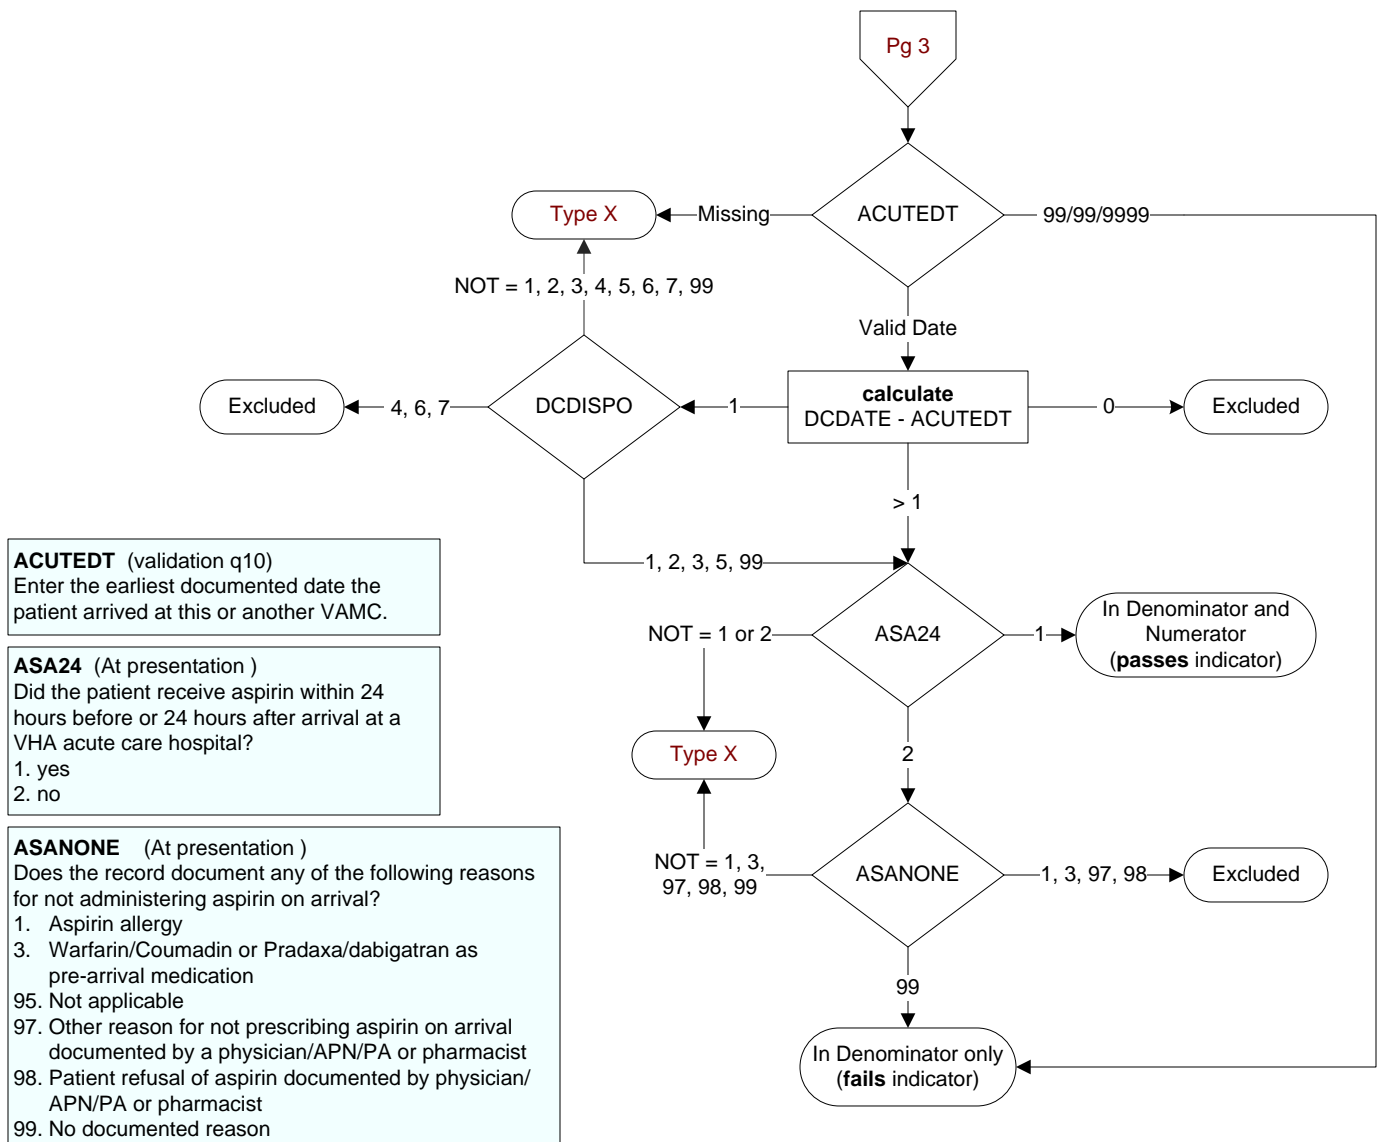 Pg 3
ACUTEDT
Missing
Type X
99/99/9999
NOT = 1, 2, 3, 4, 5, 6, 7, 99
Valid Date
calculate
DCDATE - ACUTEDT
1
DCDISPO
4, 6, 7
Excluded
0
Excluded
> 1
1, 2, 3, 5, 99
ASA24
NOT = 1 or 2
1
In Denominator and
Numerator
(passes indicator)
Type X
2
ASANONE
NOT = 1, 3,
97, 98, 99
1, 3, 97, 98
Excluded
99
In Denominator only
(fails indicator)
ACUTEDT (validation q10)
Enter the earliest documented date the
patient arrived at this or another VAMC.
ASA24 (At presentation )
Did the patient receive aspirin within 24
hours before or 24 hours after arrival at a
VHA acute care hospital?
1. yes
2. no
ASANONE (At presentation )
Does the record document any of the following reasons
for not administering aspirin on arrival?
1. Aspirin allergy
3. Warfarin/Coumadin or Pradaxa/dabigatran as
pre-arrival medication
95. Not applicable
97. Other reason for not prescribing aspirin on arrival
documented by a physician/APN/PA or pharmacist
98. Patient refusal of aspirin documented by physician/
APN/PA or pharmacist
99. No documented reason